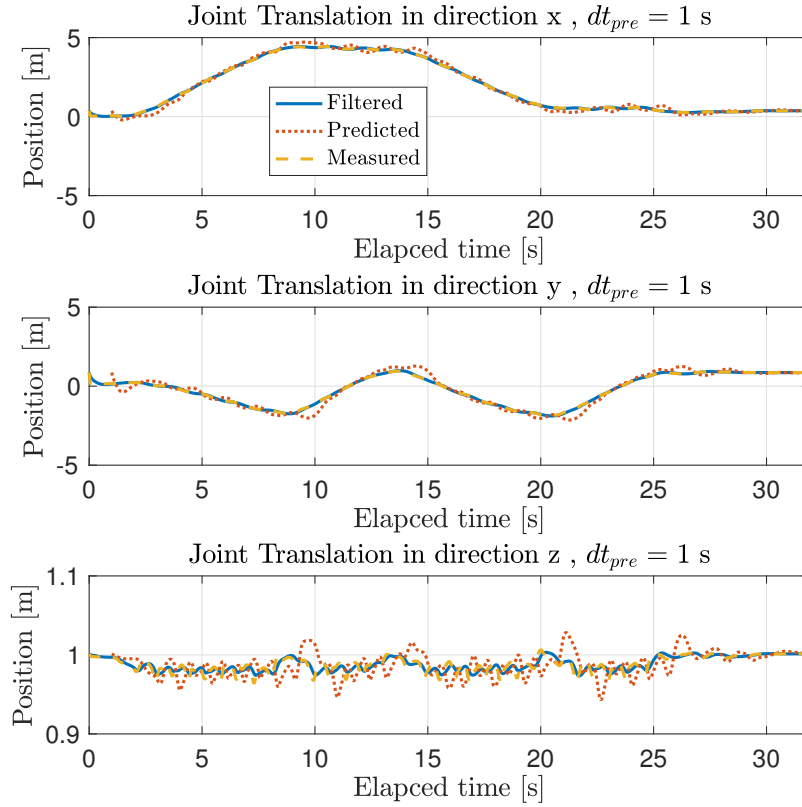 Joint Translation in direction x , dt_pre = 1 s
5
0
-5
Position [m]
Filtered
Predicted
Measured
0 5 10 15 20 25 30
Elapced time [s]
Joint Translation in direction y , dt_pre = 1 s
5
0
-5
Position [m]
0 5 10 15 20 25 30
Elapced time [s]
Joint Translation in direction z , dt_pre = 1 s
1.1
1
0.9
Position [m]
0 5 10 15 20 25 30
Elapced time [s]